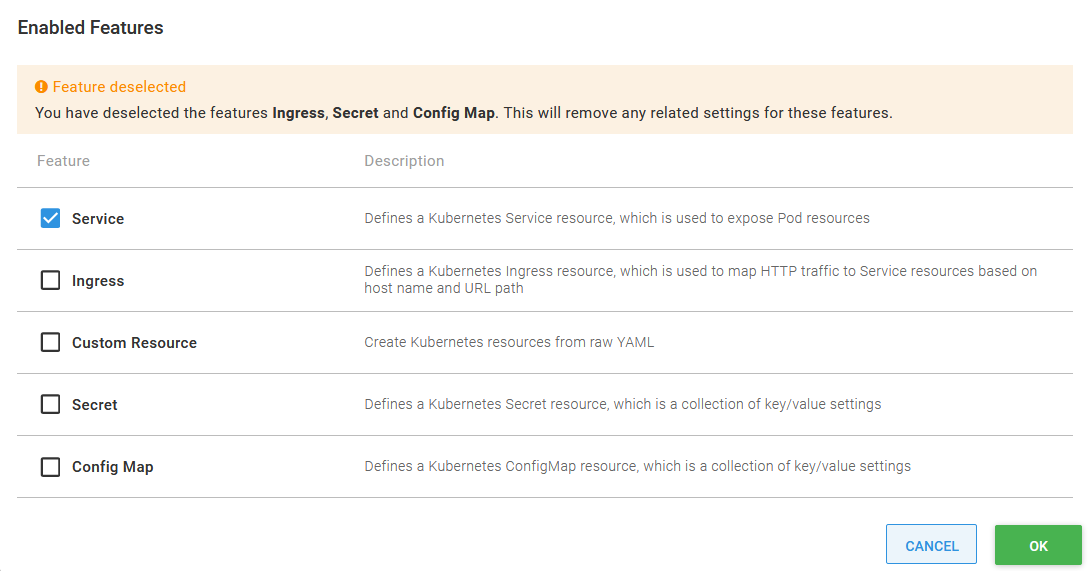 Enabled Features
Feature deselected
You have deselected the features Ingress, Secret and Config Map. This will remove any related settings for these features.
Feature Description
Service Defines a Kubernetes Service resource, which is used to expose Pod resources
Ingress Defines a Kubernetes Ingress resource, which is used to map HTTP traffic to Service resources based on
host name and URL path
Custom Resource Create Kubernetes resources from raw YAML
Secret Defines a Kubernetes Secret resource, which is a collection of key/value settings
Config Map Defines a Kubernetes ConfigMap resource, which is a collection of key/value settings
CANCEL OK